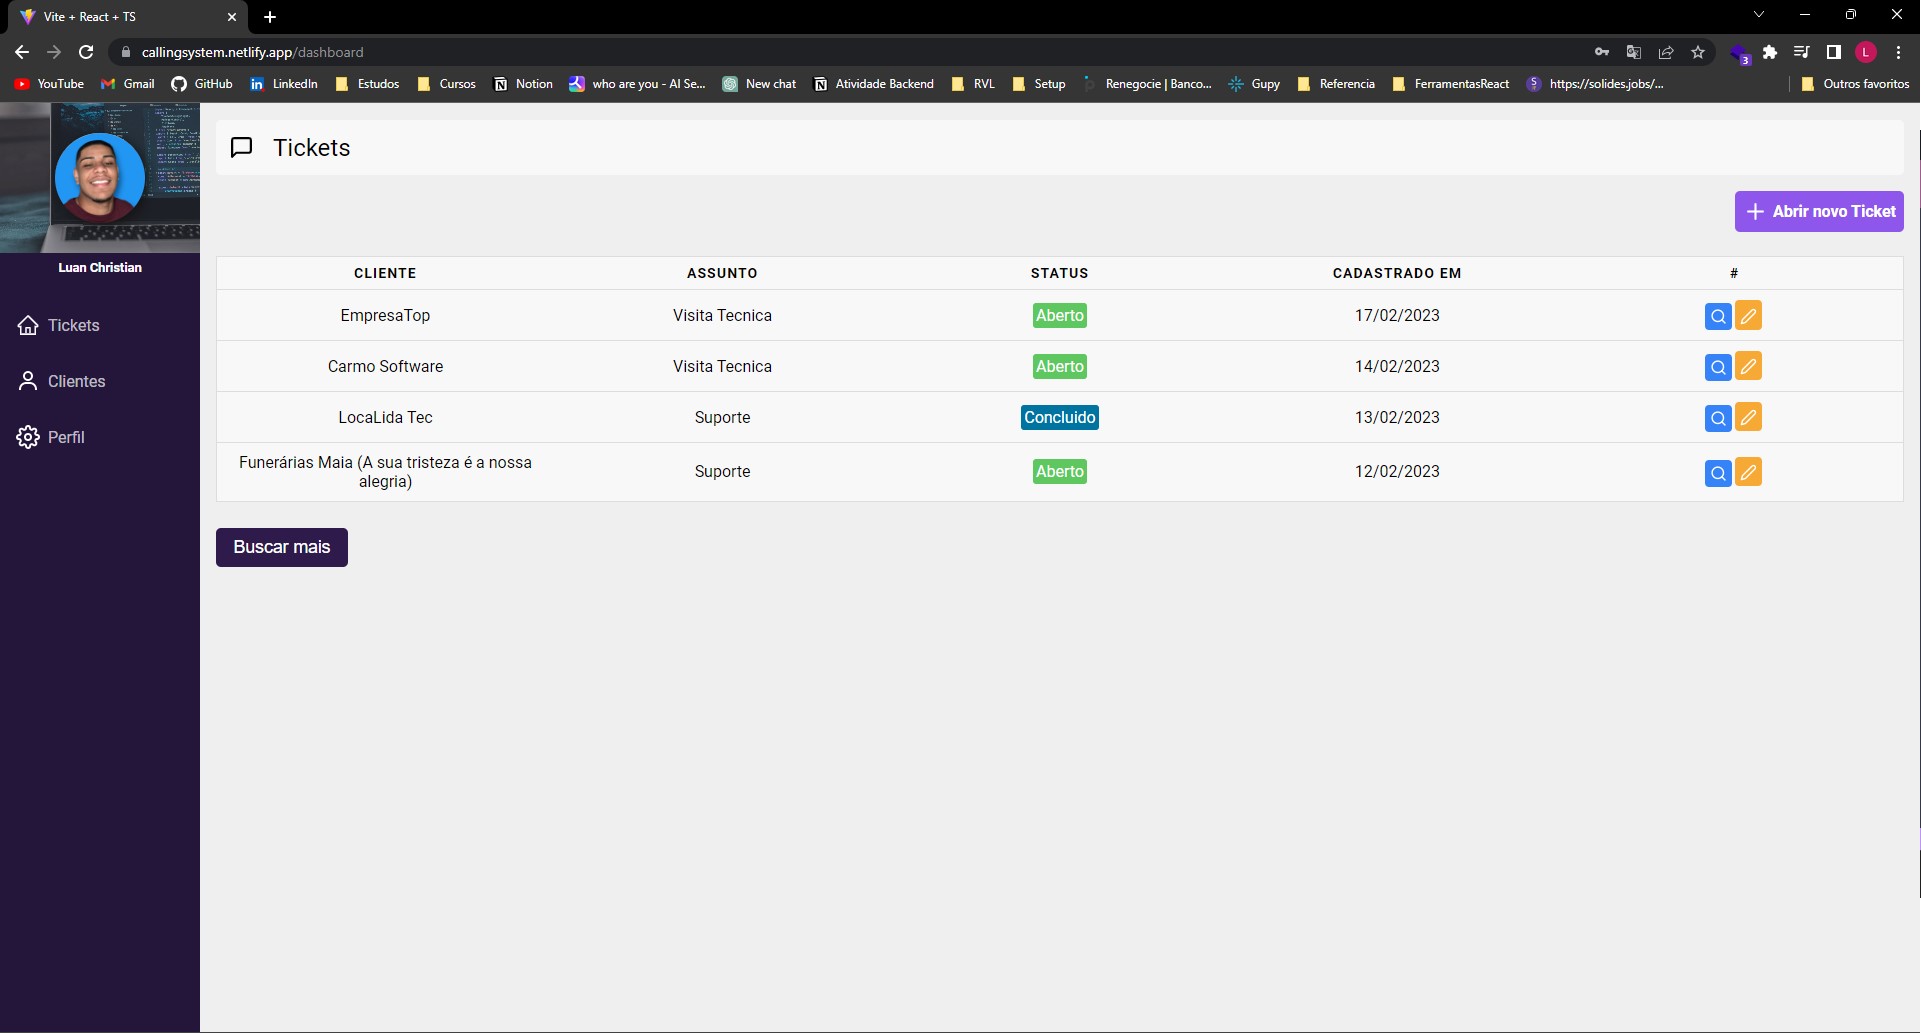 Vite + React + TS
callingsystem.netlify.app/dashboard
3
L
YouTube Gmail GitHub LinkedIn Estudos Cursos Notion who are you - AI Se... New chat Atividade Backend RVL Setup Renegocie | Banco... Gupy Referencia FerramentasReact https://solides.jobs/... Outros favoritos
Tickets
Abrir novo Ticket
Luan Christian
Tickets
Clientes
Perfil
CLIENTE ASSUNTO STATUS CADASTRADO EM #
EmpresaTop Visita Tecnica Aberto 17/02/2023
Carmo Software Visita Tecnica Aberto 14/02/2023
LocaLida Tec Suporte Concluido 13/02/2023
Funerárias Maia (A sua tristeza é a nossa
alegria) Suporte Aberto 12/02/2023
Buscar mais